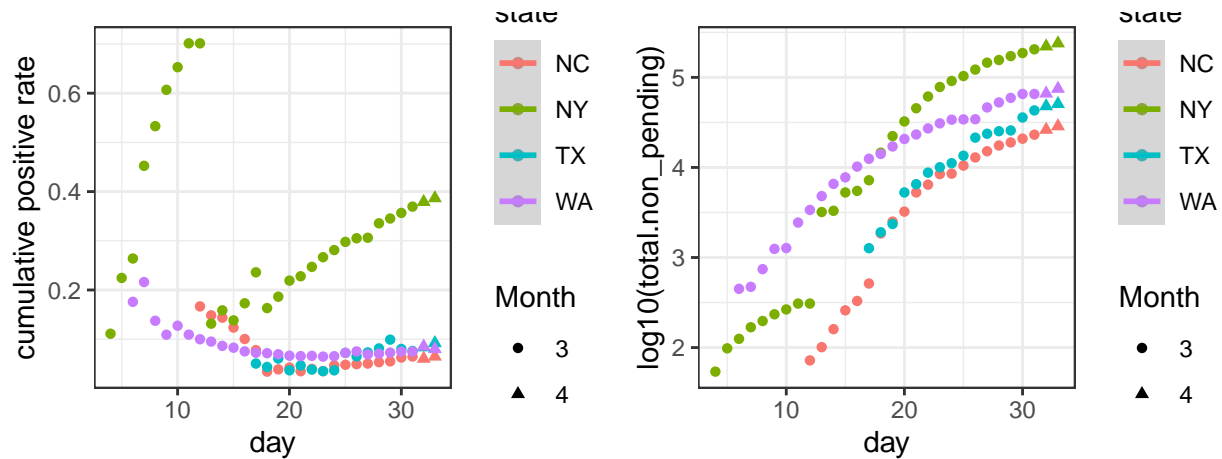 cumulative positive rate
0.6
0.4
0.2
10
20
30
day
state
NC
NY
TX
WA
Month
3
4
log10(total.non_pending)
5
4
3
2
10
20
30
day
state
NC
NY
TX
WA
Month
3
4